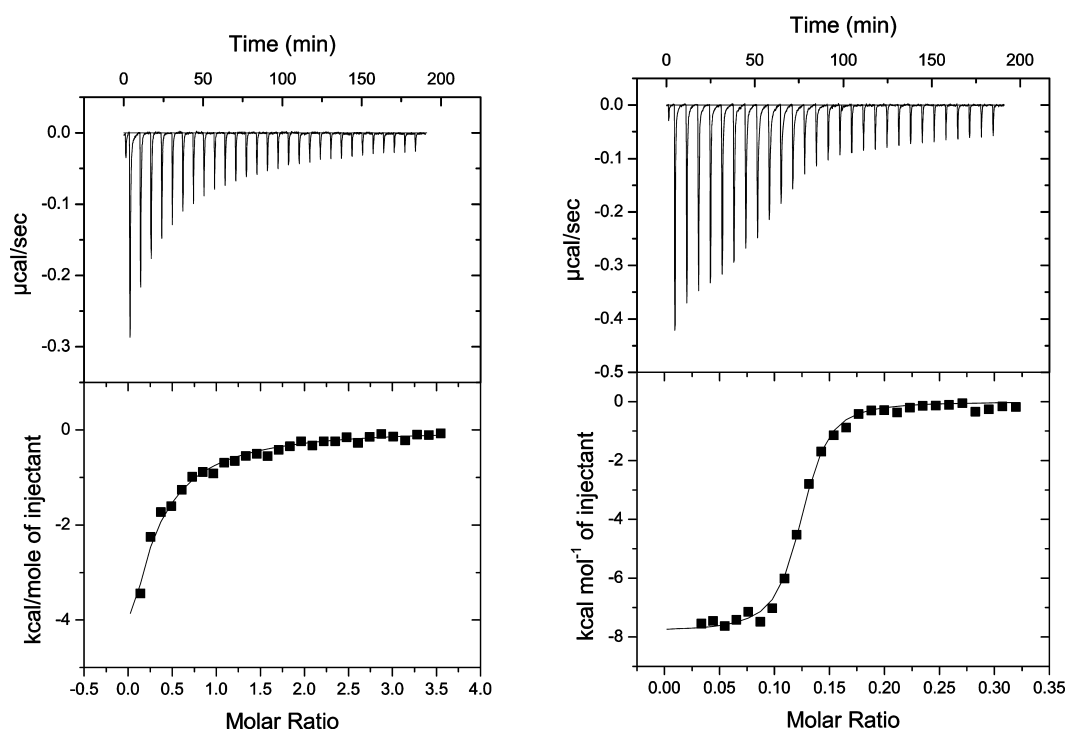 Time (min)
0 50 100 150 200
0.0
-0.1
-0.2
-0.3
µcal/sec
0
-2
-4
kcal/mole of injectant
-0.5 0.0 0.5 1.0 1.5 2.0 2.5 3.0 3.5 4.0
Molar Ratio
Time (min)
0 50 100 150 200
0.0
-0.1
-0.2
-0.3
-0.4
-0.5
µcal/sec
0
-2
-4
-6
-8
kcal mol⁻¹ of injectant
0.00 0.05 0.10 0.15 0.20 0.25 0.30 0.35
Molar Ratio